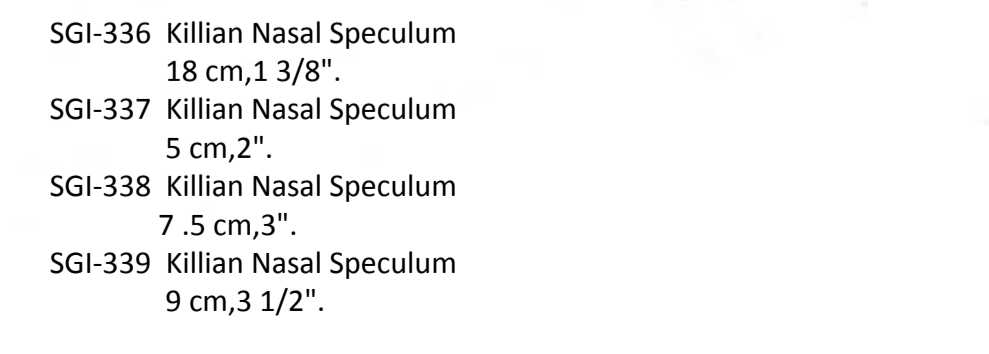 SGI-336 Killian Nasal Speculum
18 cm,1 3/8".
SGI-337 Killian Nasal Speculum
5 cm,2".
SGI-338 Killian Nasal Speculum
7 .5 cm,3".
SGI-339 Killian Nasal Speculum
9 cm,3 1/2".